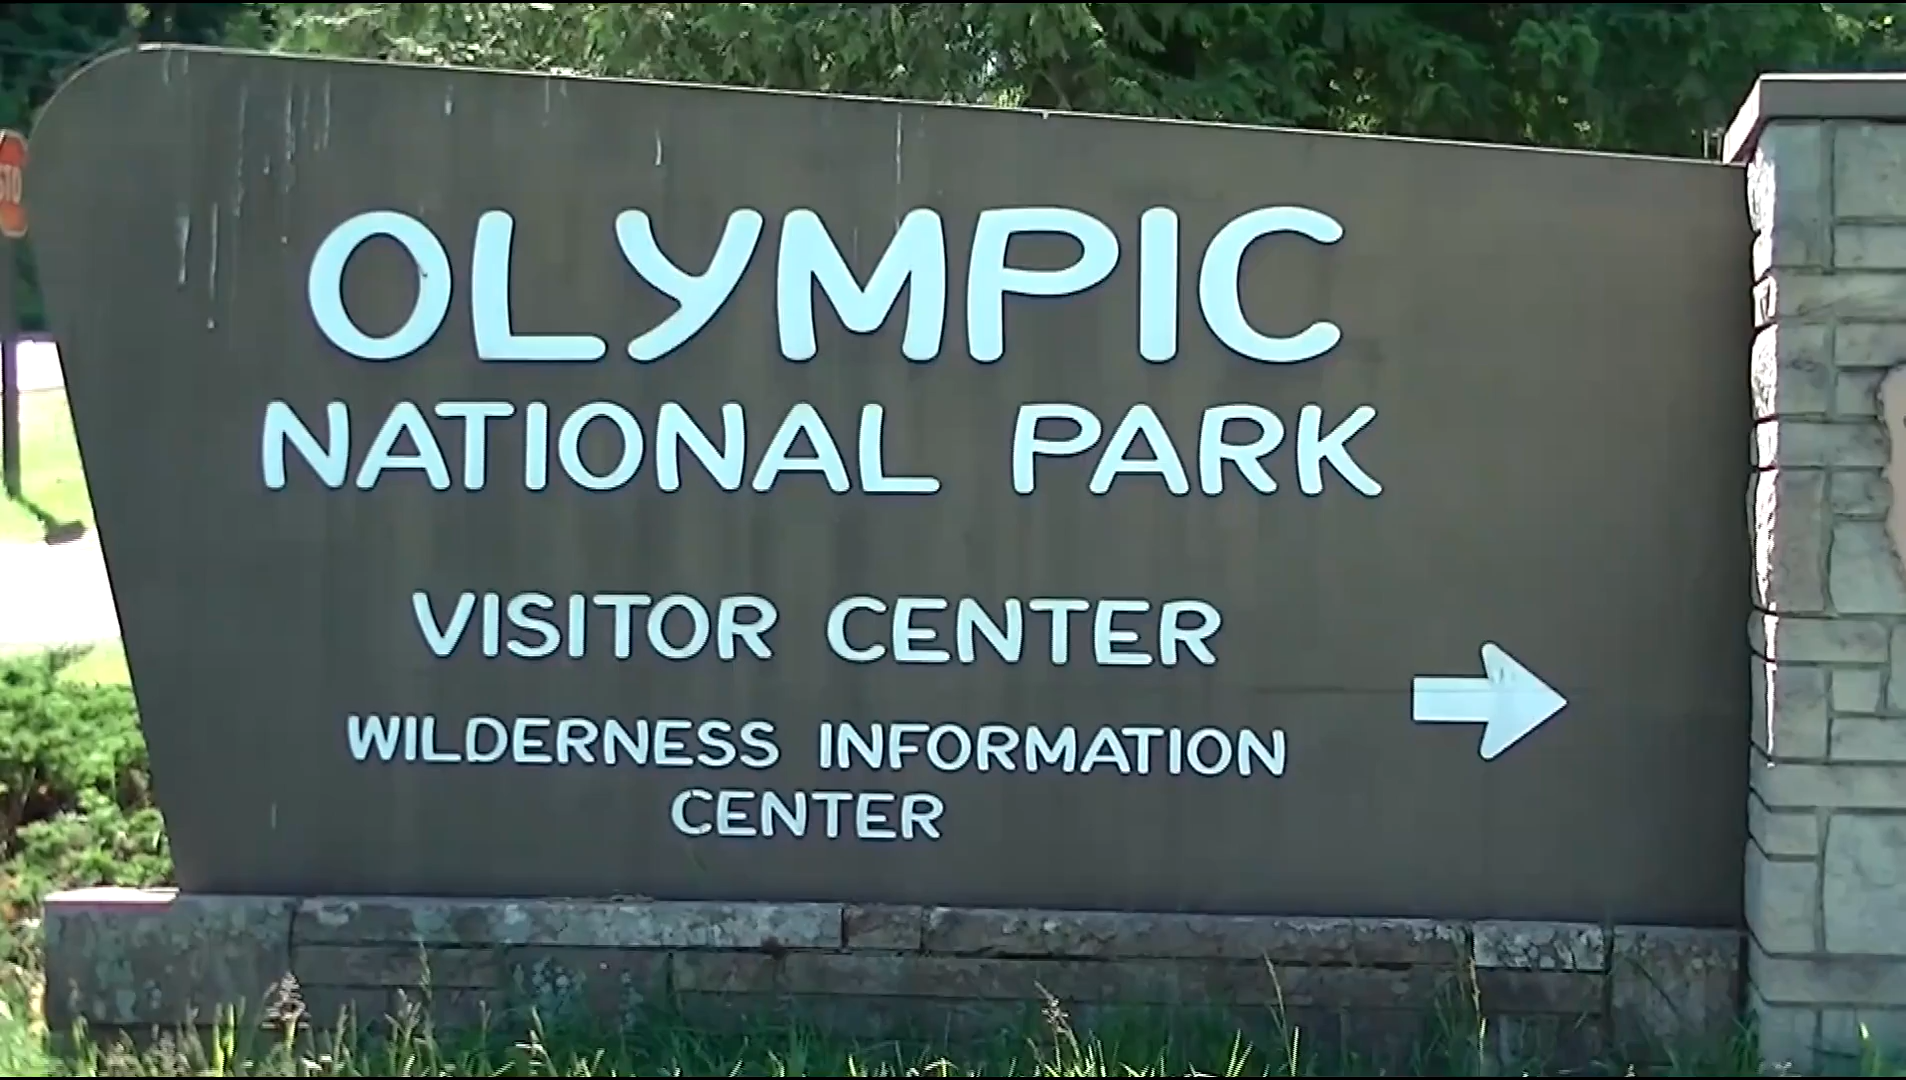 OLYMPIC
NATIONAL PARK
VISITOR CENTER
WILDERNESS INFORMATION
CENTER